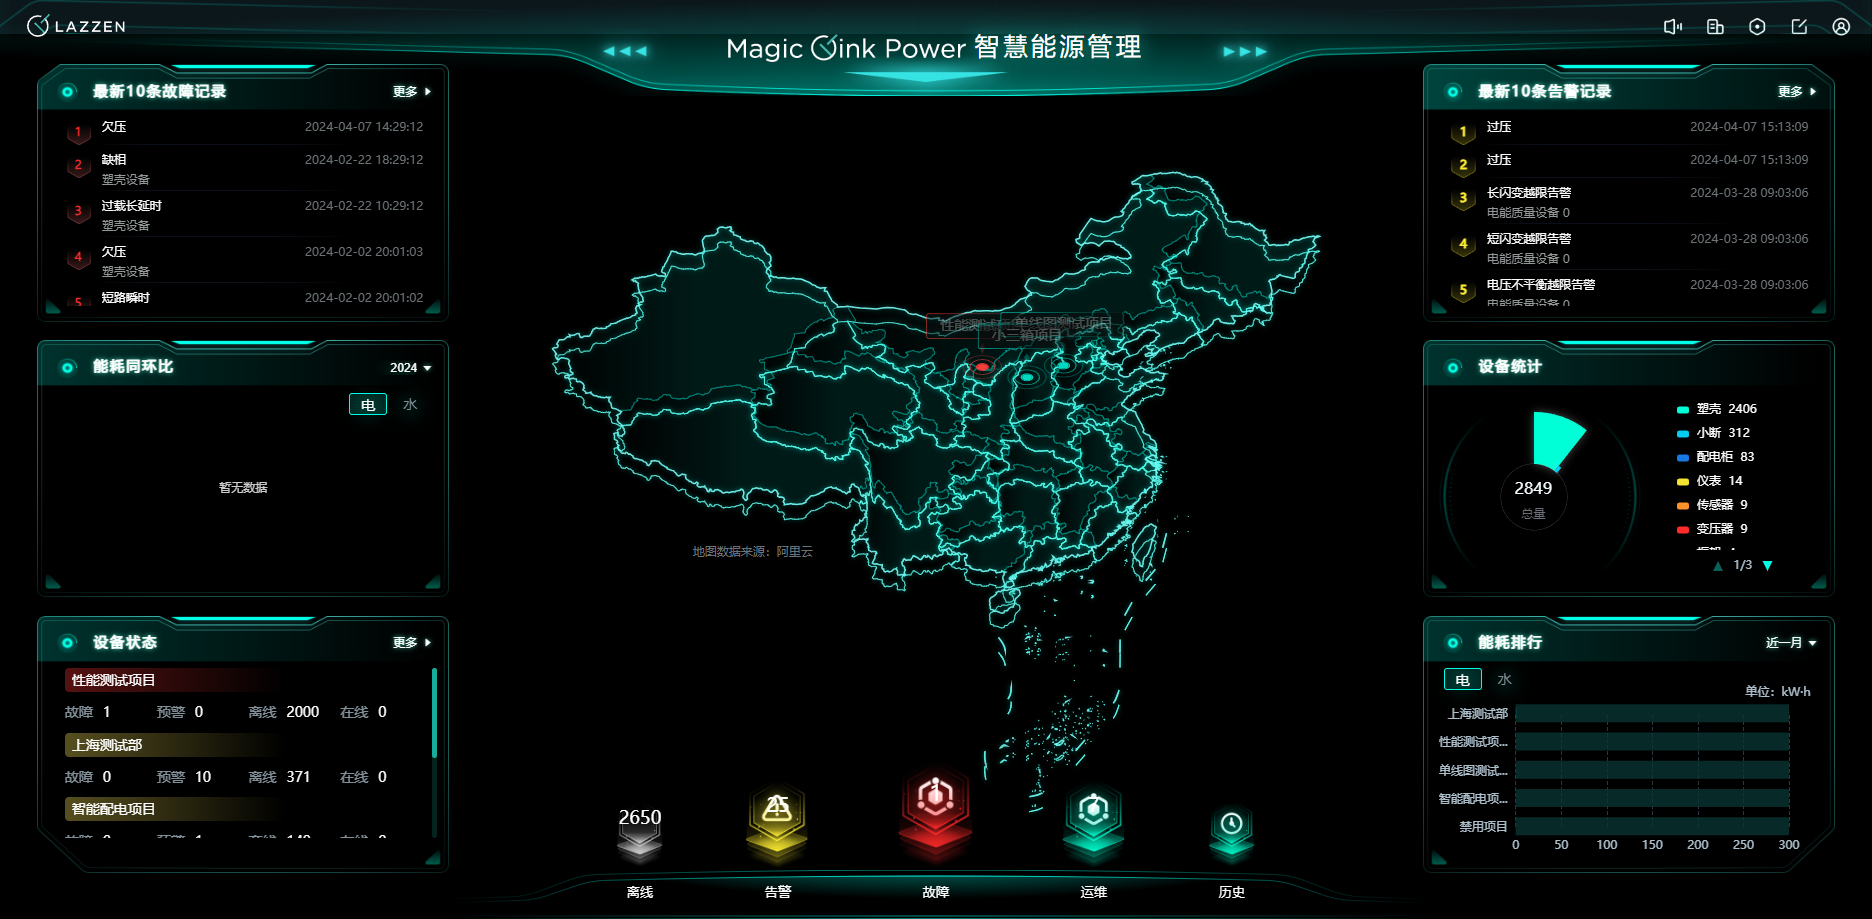 LAZZEN
Magic Qink Power 智慧能源管理
最新10条故障记录
更多
1 欠压 2024-04-07 14:29:12
2 缺相 2024-02-22 18:29:12
塑壳设备
3 过载长延时 2024-02-22 10:29:12
塑壳设备
4 欠压 2024-02-02 20:01:03
塑壳设备
5 短路瞬时 2024-02-02 20:01:02
能耗同环比
2024
电 水
暂无数据
设备状态
更多
性能测试项目
故障 1 预警 0 离线 2000 在线 0
上海测试部
故障 0 预警 10 离线 371 在线 0
智能配电项目
单线图测试项目
小三箱项目
地图数据来源：阿里云
2650
离线
告警
故障
运维
历史
最新10条告警记录
更多
1 过压 2024-04-07 15:13:09
2 过压 2024-04-07 15:13:09
3 长闪变越限告警 2024-03-28 09:03:06
电能质量设备 0
4 短闪变越限告警 2024-03-28 09:03:06
电能质量设备 0
5 电压不平衡越限告警 2024-03-28 09:03:06
电能质量设备 0
设备统计
2849
总量
塑壳 2406
小断 312
配电柜 83
仪表 14
传感器 9
变压器 9
1/3
能耗排行
近一月
电 水
单位：kW·h
上海测试部
性能测试项...
单线图测试...
智能配电项...
禁用项目
0 50 100 150 200 250 300